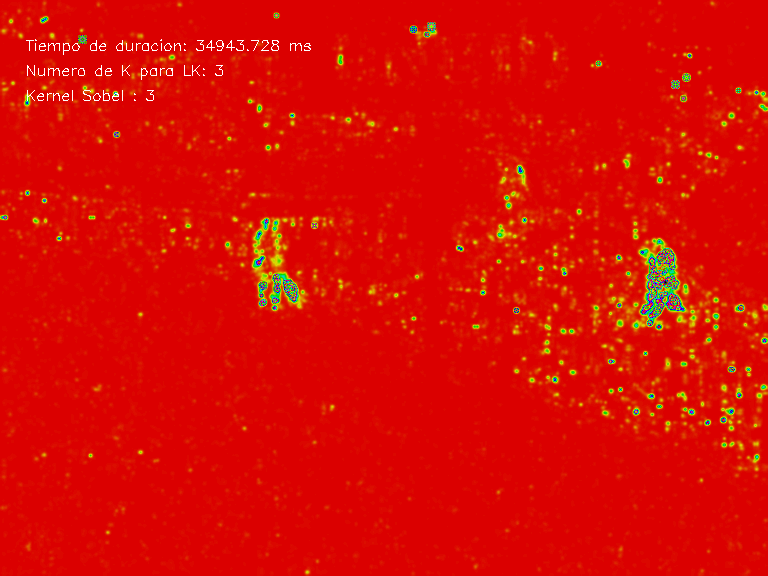 Tiempo de duracion: 34943.728 ms
Numero de K para LK: 3
Kernel Sobel : 3